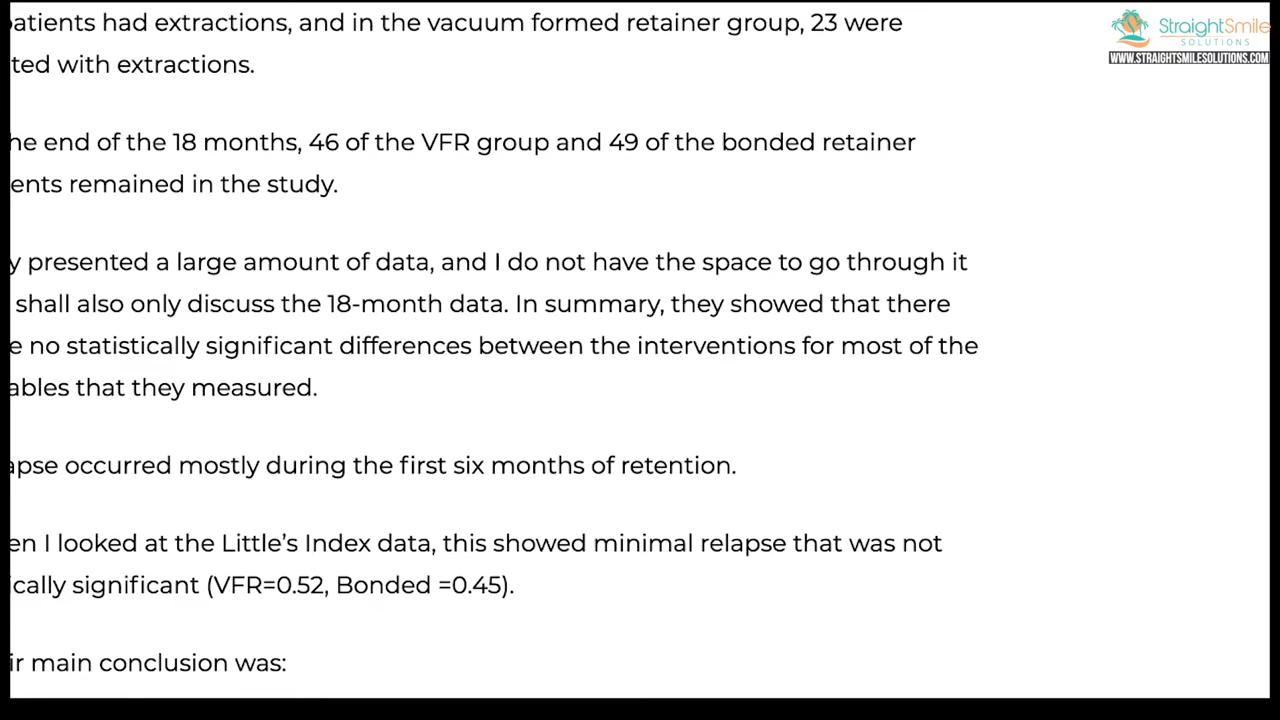 patients had extractions, and in the vacuum formed retainer group, 23 were
ted with extractions.
he end of the 18 months, 46 of the VFR group and 49 of the bonded retainer
ents remained in the study.
y presented a large amount of data, and I do not have the space to go through it
shall also only discuss the 18-month data. In summary, they showed that there
e no statistically significant differences between the interventions for most of the
ables that they measured.
apse occurred mostly during the first six months of retention.
en I looked at the Little’s Index data, this showed minimal relapse that was not
ically significant (VFR=0.52, Bonded =0.45).
ir main conclusion was:
StraightSmile
SOLUTIONS
WWW.STRAIGHTSMILESOLUTIONS.COM